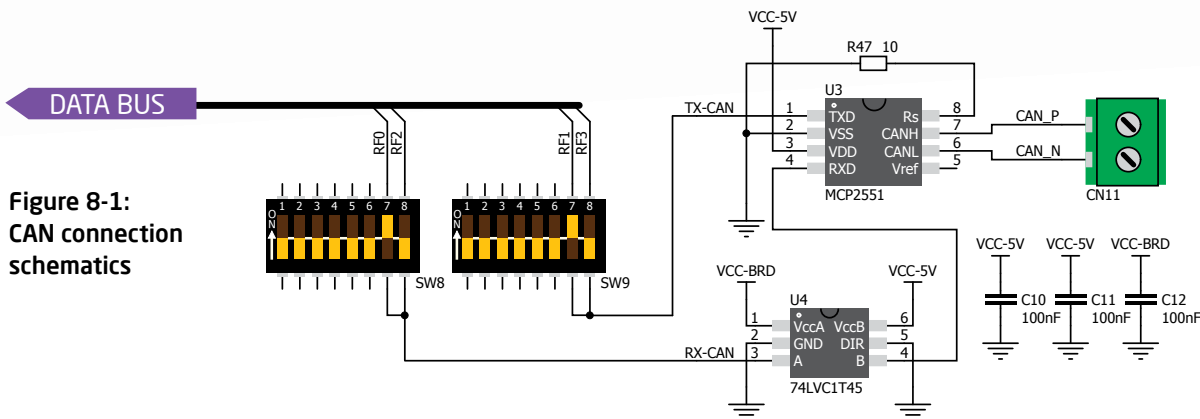 DATA BUS
RF0
RF2
RF1
RF3
Figure 8-1:
CAN connection
schematics
1 2 3 4 5 6 7 8
ON
SW8
1 2 3 4 5 6 7 8
ON
SW9
VCC-5V
R47 10
TX-CAN
U3
1 TXD
2 VSS
3 VDD
4 RXD
Rs 8
CANH 7
CANL 6
Vref 5
MCP2551
CAN_P
CAN_N
CN11
VCC-BRD
VCC-5V
U4
1 VccA
2 GND
3 A
VccB 6
DIR 5
B 4
74LVC1T45
RX-CAN
VCC-5V
C10
100nF
VCC-5V
C11
100nF
VCC-BRD
C12
100nF